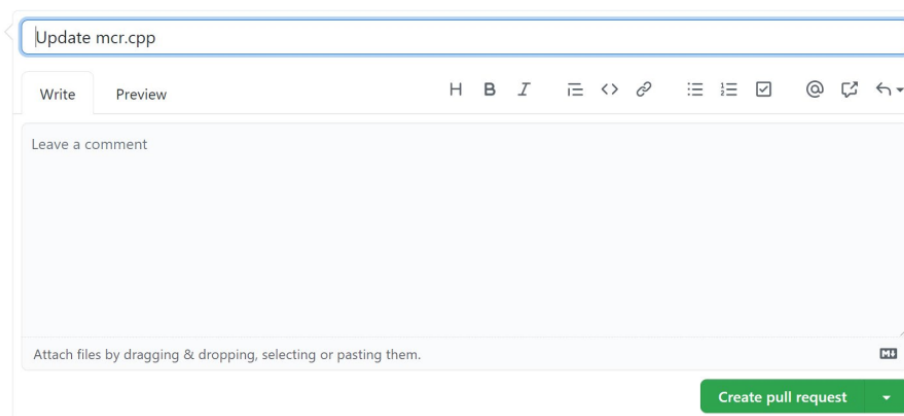 Update mcr.cpp
Write Preview H B I <> @
Leave a comment
Attach files by dragging & dropping, selecting or pasting them.
Create pull request